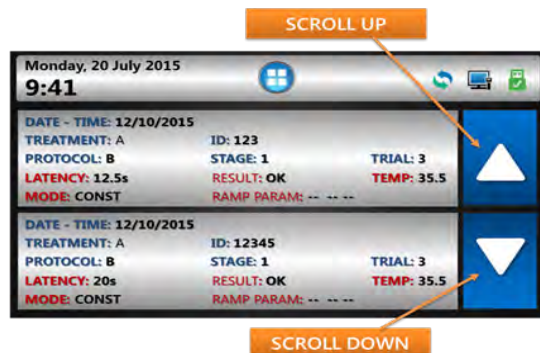 SCROLL UP
Monday, 20 July 2015
9:41
DATE - TIME: 12/10/2015
TREATMENT: A ID: 123
PROTOCOL: B STAGE: 1 TRIAL: 3
LATENCY: 12.5s RESULT: OK TEMP: 35.5
MODE: CONST RAMP PARAM: -- -- --
DATE - TIME: 12/10/2015
TREATMENT: A ID: 12345
PROTOCOL: B STAGE: 1 TRIAL: 3
LATENCY: 20s RESULT: OK TEMP: 35.5
MODE: CONST RAMP PARAM: -- -- --
SCROLL DOWN